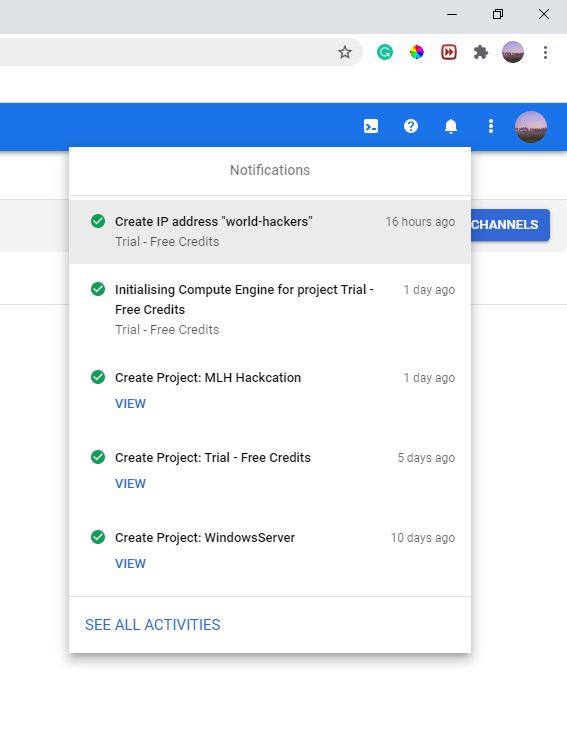 Notifications
CHANNELS
Create IP address "world-hackers" 16 hours ago
Trial - Free Credits
Initialising Compute Engine for project Trial - 1 day ago
Free Credits
Trial - Free Credits
Create Project: MLH Hackcation 1 day ago
VIEW
Create Project: Trial - Free Credits 5 days ago
VIEW
Create Project: WindowsServer 10 days ago
VIEW
SEE ALL ACTIVITIES